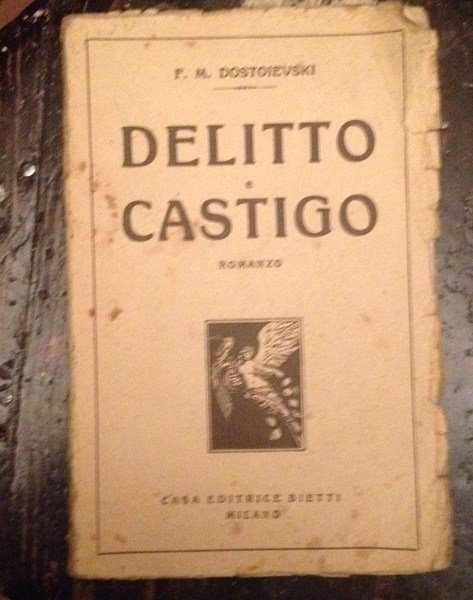 F. M. DOSTOIEVSKI
DELITTO
E
CASTIGO
ROMANZO
CASA EDITRICE BIETTI
MILANO